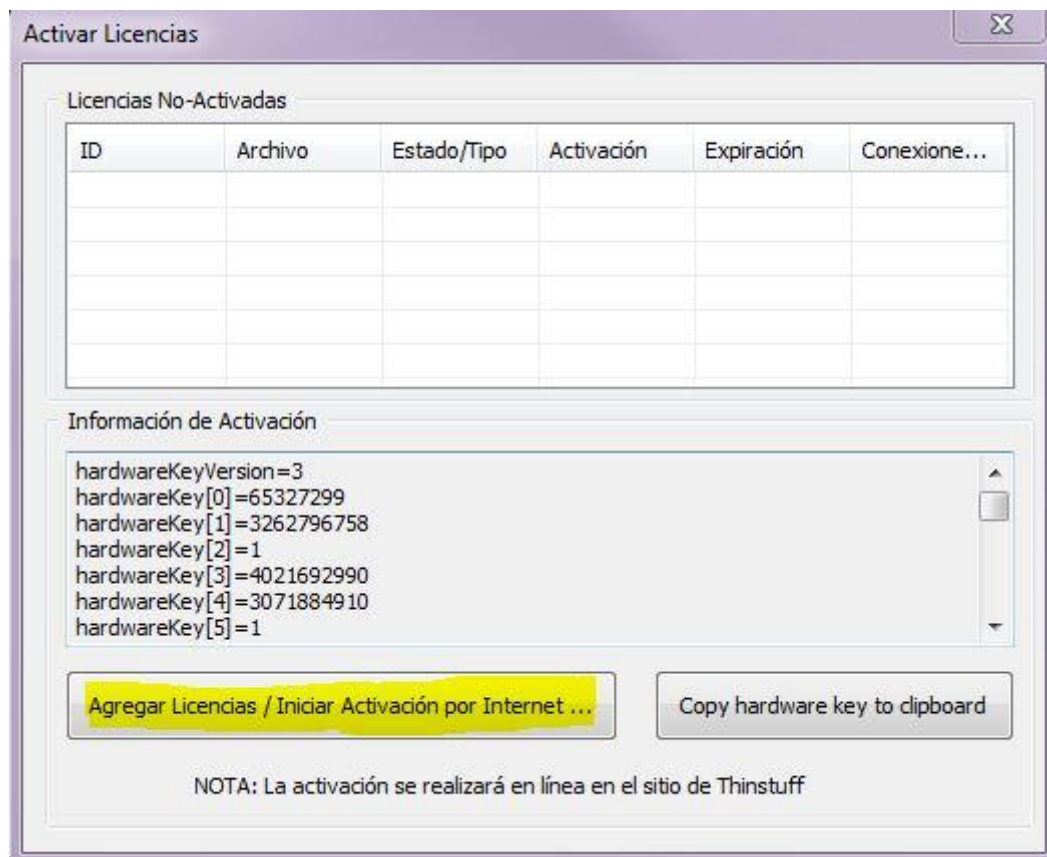 Activar Licencias
Licencias No-Activadas
ID Archivo Estado/Tipo Activación Expiración Conexione...
Información de Activación
hardwareKeyVersion=3
hardwareKey[0]=65327299
hardwareKey[1]=3262796758
hardwareKey[2]=1
hardwareKey[3]=4021692990
hardwareKey[4]=3071884910
hardwareKey[5]=1
Agregar Licencias / Iniciar Activación por Internet ... Copy hardware key to clipboard
NOTA: La activación se realizará en línea en el sitio de Thinstuff